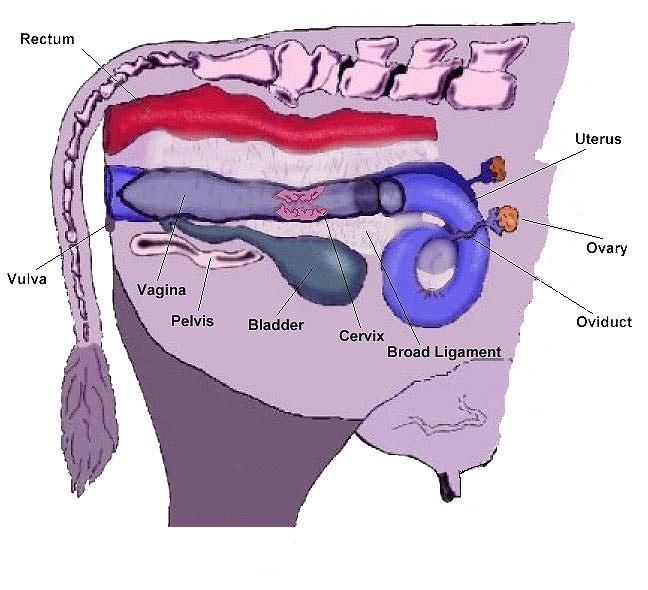 Rectum
Uterus
Ovary
Vulva
Vagina
Pelvis
Bladder
Cervix
Broad Ligament
Oviduct